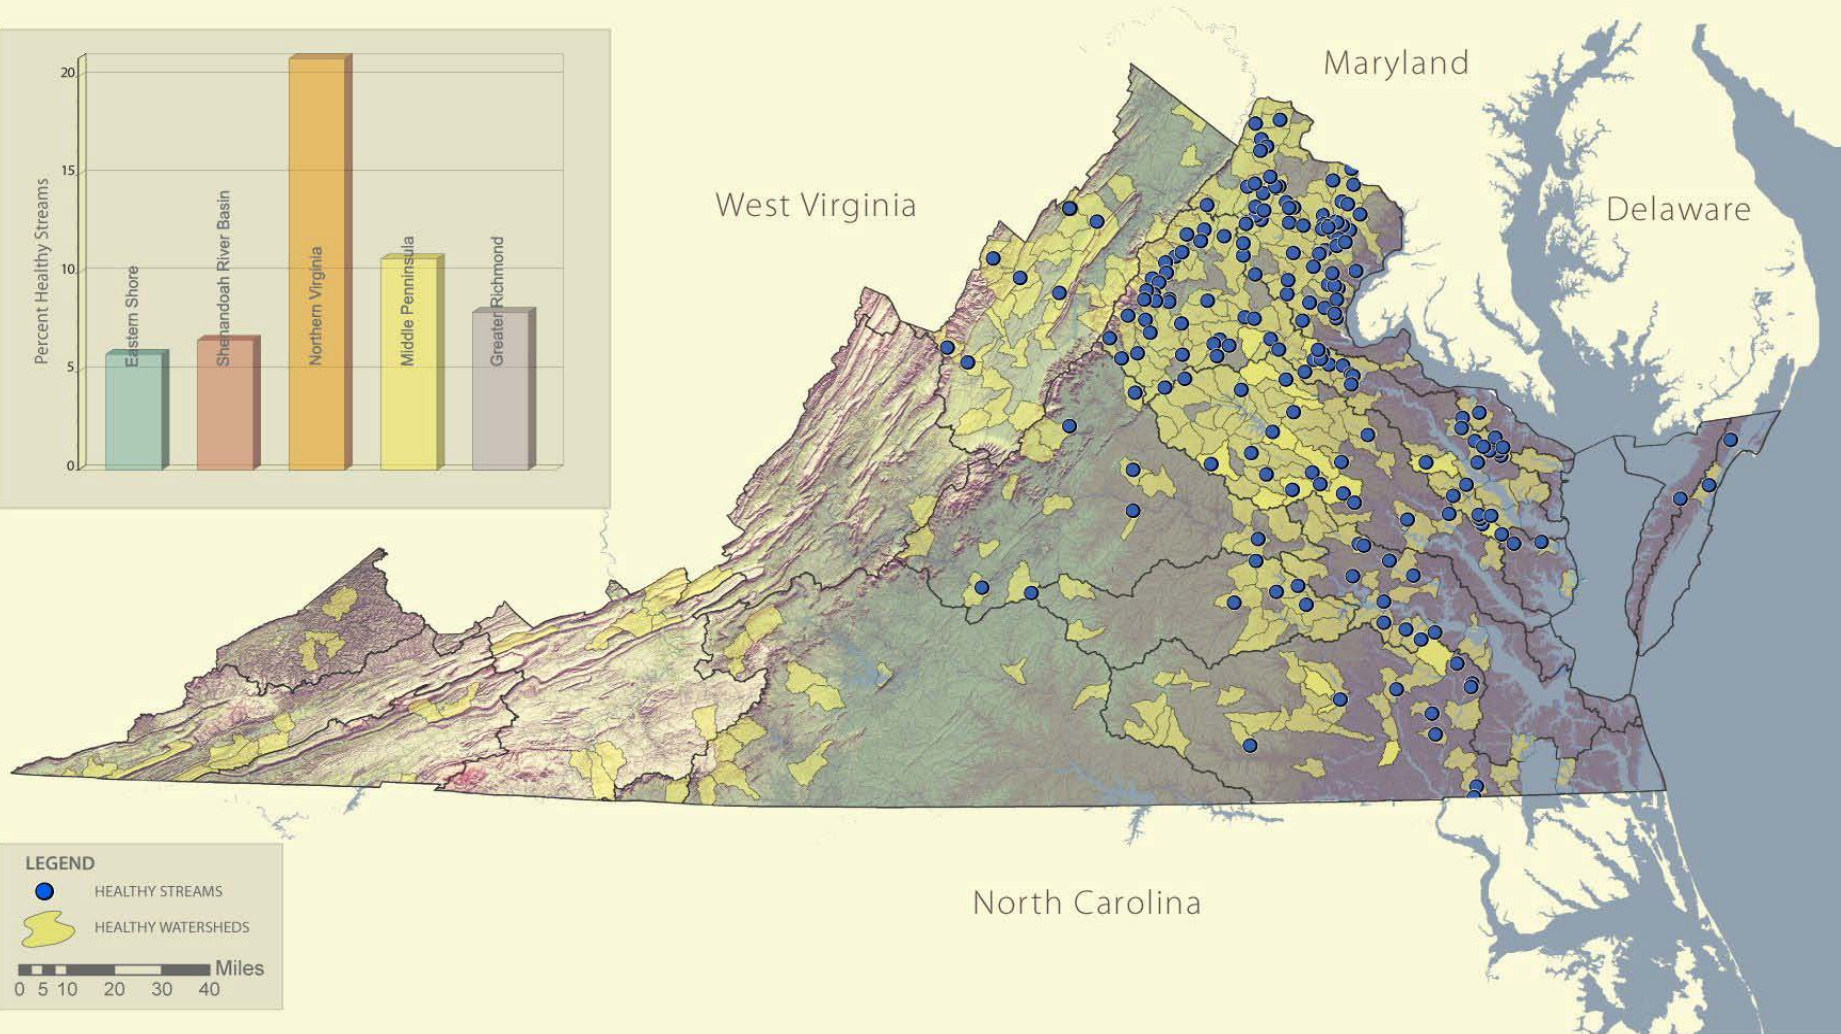 Percent Healthy Streams
20
15
10
5
0
Eastern Shore
Shenandoah River Basin
Northern Virginia
Middle Penninsula
Greater Richmond
Maryland
West Virginia
Delaware
North Carolina
LEGEND
HEALTHY STREAMS
HEALTHY WATERSHEDS
Miles
0 5 10 20 30 40